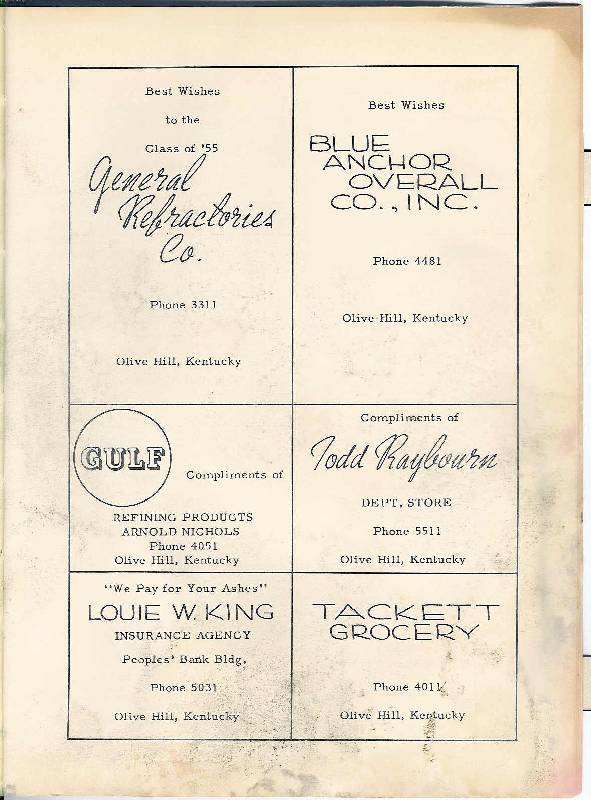 Best Wishes
to the
Class of '55
General
Refractories
Co.
Phone 3311
Olive Hill, Kentucky
Best Wishes
BLUE
ANCHOR
OVERALL
CO., INC.
Phone 4481
Olive Hill, Kentucky
GULF
Compliments of
REFINING PRODUCTS
ARNOLD NICHOLS
Phone 4051
Olive Hill, Kentucky
Compliments of
Todd Raybourn
DEPT. STORE
Phone 5511
Olive Hill, Kentucky
"We Pay for Your Ashes"
LOUIE W. KING
INSURANCE AGENCY
Peoples' Bank Bldg.
Phone 5031
Olive Hill, Kentucky
TACKETT
GROCERY
Phone 4011
Olive Hill, Kentucky